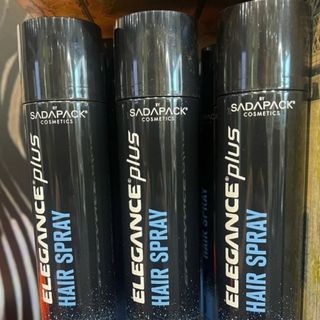 BY
SADAPACK®
COSMETICS
ELEGANCE plus
HAIR SPRAY
BY
SADAPACK®
COSMETICS
ELEGANCE plus
HAIR SPRAY
BY
SADAPACK®
COSMETICS
ELEGANCE plus
HAIR SPRAY
HAIR SPRAY